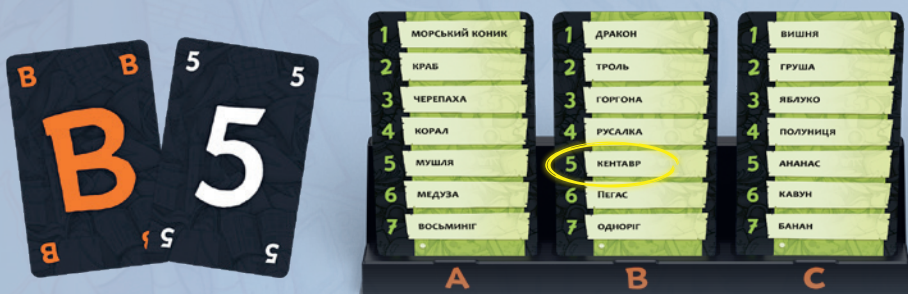 B B
B
B B
5 5
5
5 5
1 МОРСЬКИЙ КОНИК
2 КРАБ
3 ЧЕРЕПАХА
4 КОРАЛ
5 МУШЛЯ
6 МЕДУЗА
7 ВОСЬМИНІГ
A
1 ДРАКОН
2 ТРОЛЬ
3 ГОРГОНА
4 РУСАЛКА
5 КЕНТАВР
6 ПЕГАС
7 ОДНОРІГ
B
1 ВИШНЯ
2 ГРУША
3 ЯБЛУКО
4 ПОЛУНИЦЯ
5 АНАНАС
6 КАВУН
7 БАНАН
C